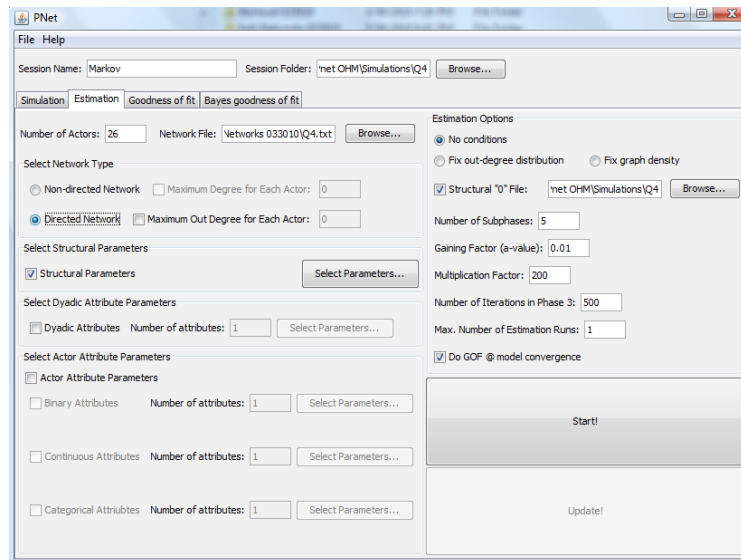 PNet
File Help
Session Name: Markov Session Folder: 'net OHM\Simulations\Q4 Browse...
Simulation Estimation Goodness of fit Bayes goodness of fit
Number of Actors: 26 Network File: \etworks 033010\Q4.txt Browse...
Select Network Type
Non-directed Network Maximum Degree for Each Actor: 0
Directed Network Maximum Out Degree for Each Actor: 0
Select Structural Parameters
Structural Parameters Select Parameters...
Select Dyadic Attribute Parameters
Dyadic Attributes Number of attributes: 1 Select Parameters...
Select Actor Attribute Parameters
Actor Attribute Parameters
Binary Attributes Number of attributes: 1 Select Parameters...
Continuous Attributes Number of attributes: 1 Select Parameters...
Categorical Attriubtes Number of attributes: 1 Select Parameters...
Estimation Options
No conditions
Fix out-degree distribution Fix graph density
Structural "0" File: 'net OHM\Simulations\Q4 Browse...
Number of Subphases: 5
Gaining Factor (a-value): 0.01
Multiplication Factor: 200
Number of Iterations in Phase 3: 500
Max. Number of Estimation Runs: 1
Do GOF @ model convergence
Start!
Update!